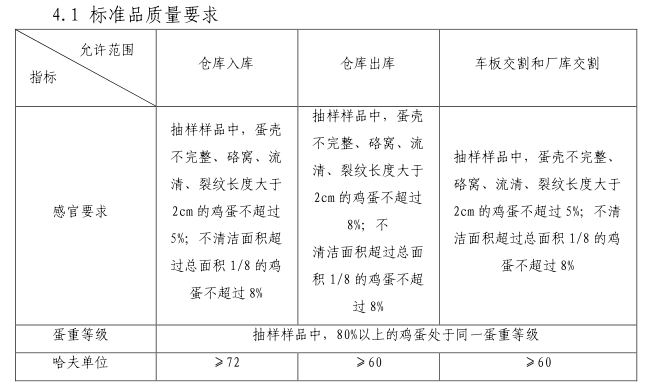 4.1 标准品质量要求
允许范围
指标
仓库入库
仓库出库
车板交割和厂库交割
感官要求
抽样样品中，蛋壳
不完整、硌窝、流
清、裂纹长度大于
2cm的鸡蛋不超过
5%；不清洁面积超
过总面积 1/8 的鸡
蛋不超过 8%
抽样样品中，蛋壳
不完整、硌窝、流
清、裂纹长度大于
2cm 的鸡蛋不超过
8%；不
清洁面积超过总面
积 1/8 的鸡蛋不超
过 8%
抽样样品中，蛋壳不完整、
硌窝、流清、裂纹长度大于
2cm 的鸡蛋不超过 5%；不清
洁面积超过总面积 1/8 的鸡
蛋不超过 8%
蛋重等级
抽样样品中，80%以上的鸡蛋处于同一蛋重等级
哈夫单位
≥72
≥60
≥60